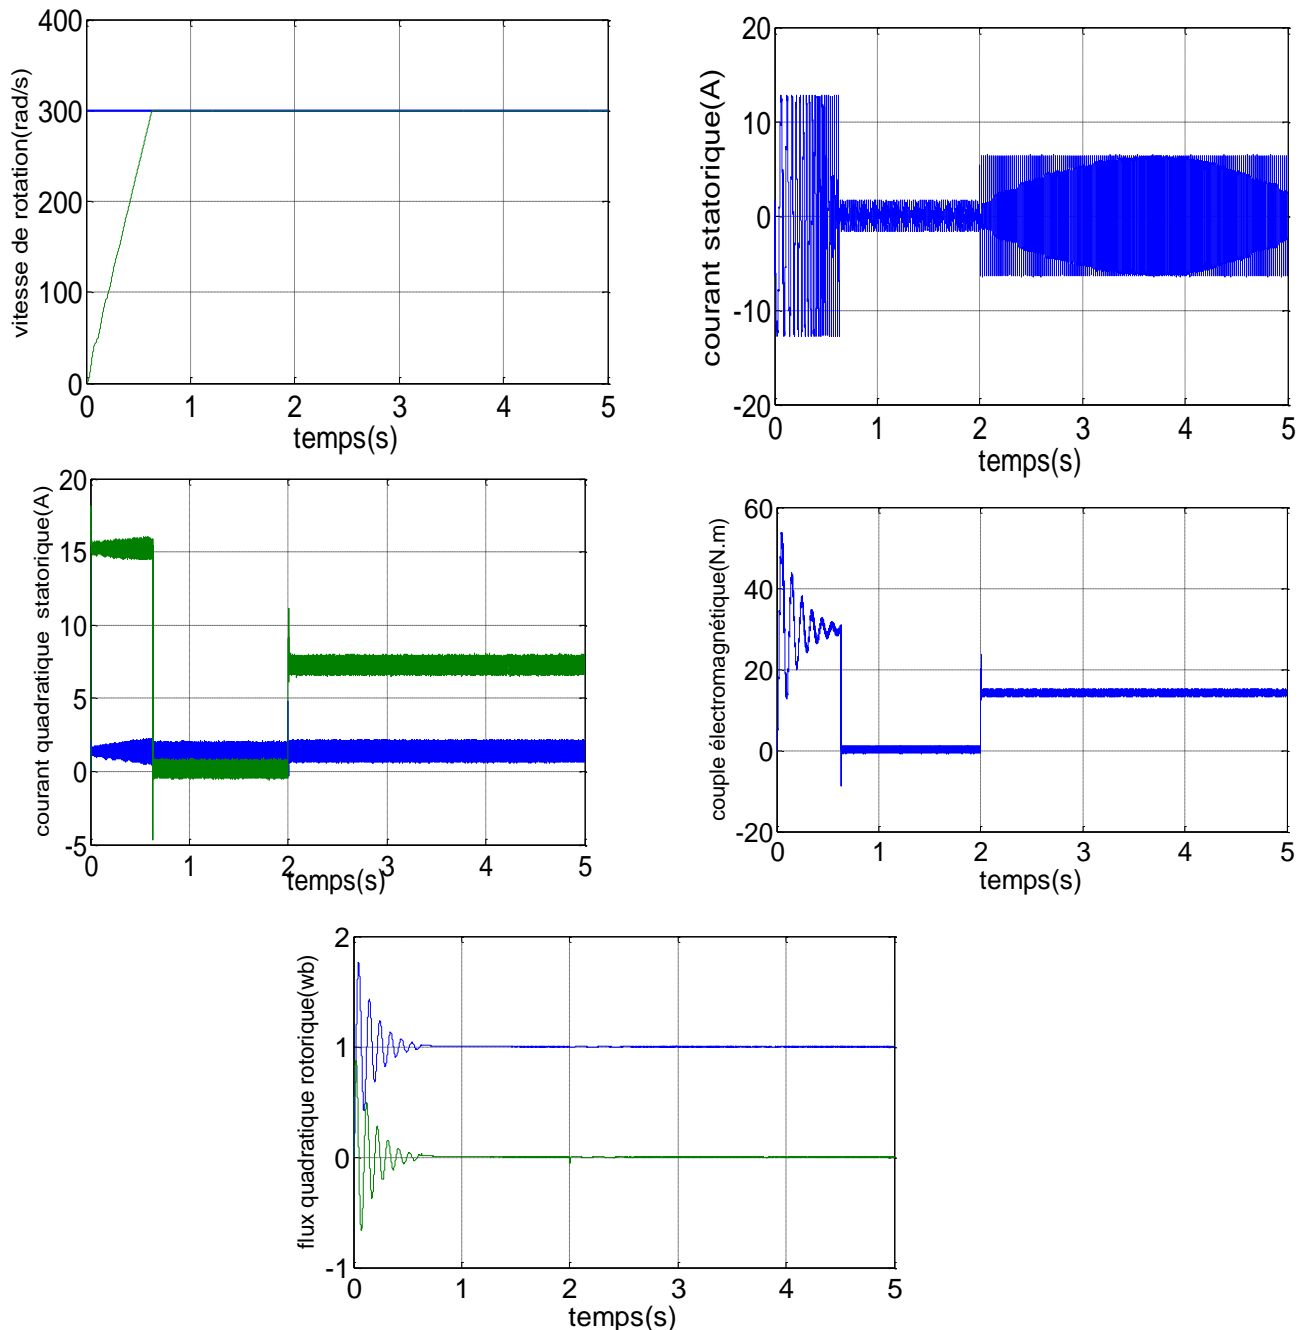 400
300
200
100
0
vitesse de rotation(rad/s)
0 1 2 3 4 5
temps(s)
20
10
0
-10
-20
courant statorique(A)
0 1 2 3 4 5
temps(s)
20
15
10
5
0
-5
courant quadratique statorique(A)
0 1 2 3 4 5
temps(s)
60
40
20
0
-20
couple électromagnétique(N.m)
0 1 2 3 4 5
temps(s)
2
1
0
-1
flux quadratique rotorique(wb)
0 1 2 3 4 5
temps(s)